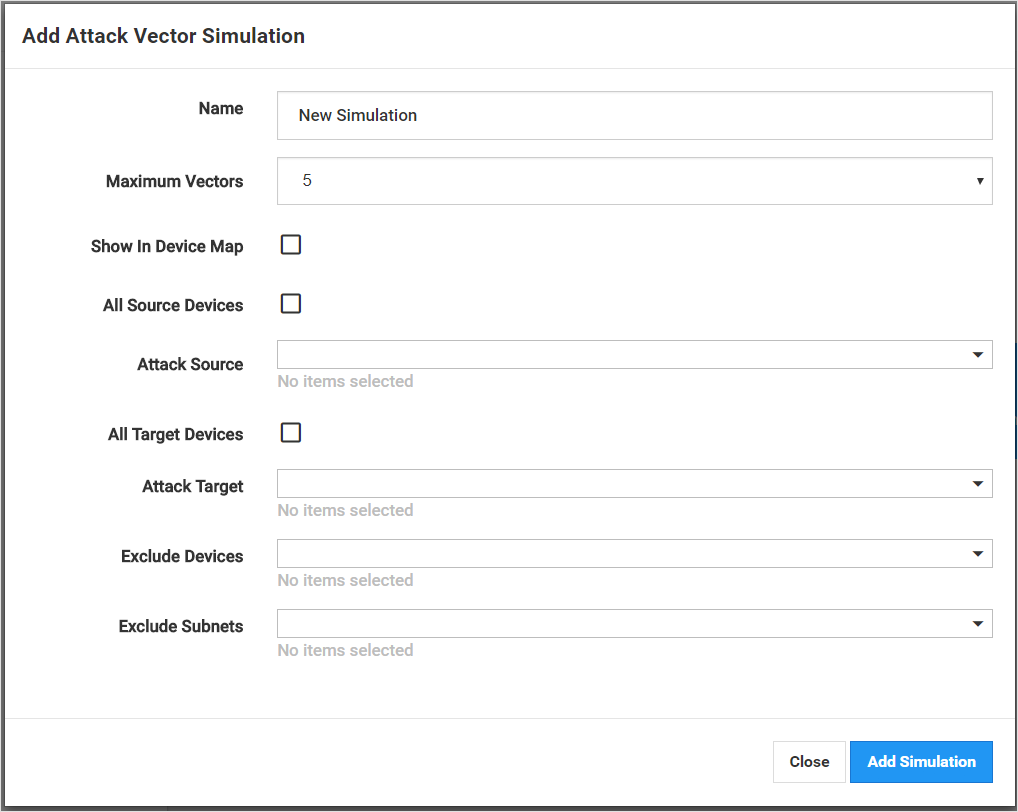 Add Attack Vector Simulation
Name
New Simulation
Maximum Vectors
5
Show In Device Map
All Source Devices
Attack Source
No items selected
All Target Devices
Attack Target
No items selected
Exclude Devices
No items selected
Exclude Subnets
No items selected
Close
Add Simulation